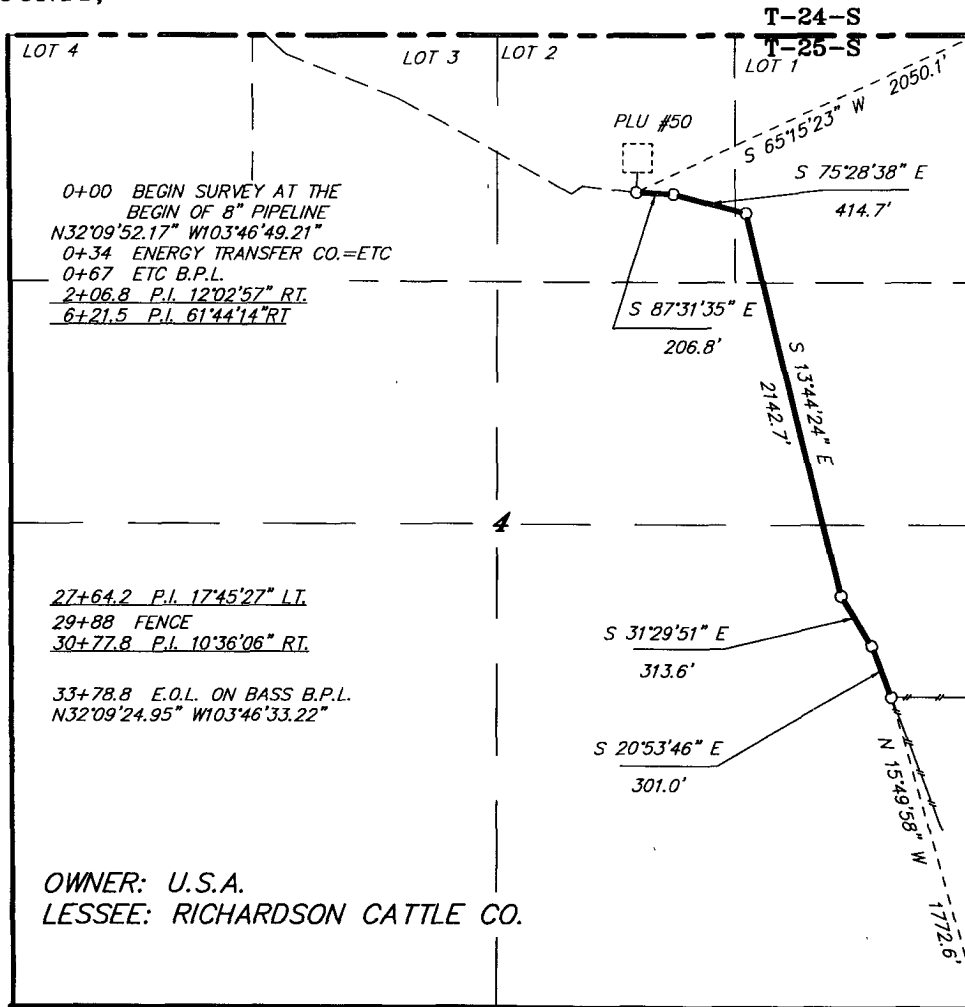 T-24-S
T-25-S
LOT 4
LOT 3
LOT 2
LOT 1
PLU #50
S 65°15'23" W 2050.1'
S 75°28'38" E
414.7'
0+00 BEGIN SURVEY AT THE
BEGIN OF 8" PIPELINE
N32°09'52.17" W103°46'49.21"
0+34 ENERGY TRANSFER CO.=ETC
0+67 ETC B.P.L.
2+06.8 P.I. 12°02'57" RT.
6+21.5 P.I. 61°44'14"RT
S 87°31'35" E
206.8'
S 13°44'24" E
2142.7'
4
27+64.2 P.I. 17°45'27" LT.
29+88 FENCE
30+77.8 P.I. 10°36'06" RT.
33+78.8 E.O.L. ON BASS B.P.L.
N32°09'24.95" W103°46'33.22"
S 31°29'51" E
313.6'
S 20°53'46" E
301.0'
N 15°49'58" W 1772.6'
OWNER: U.S.A.
LESSEE: RICHARDSON CATTLE CO.